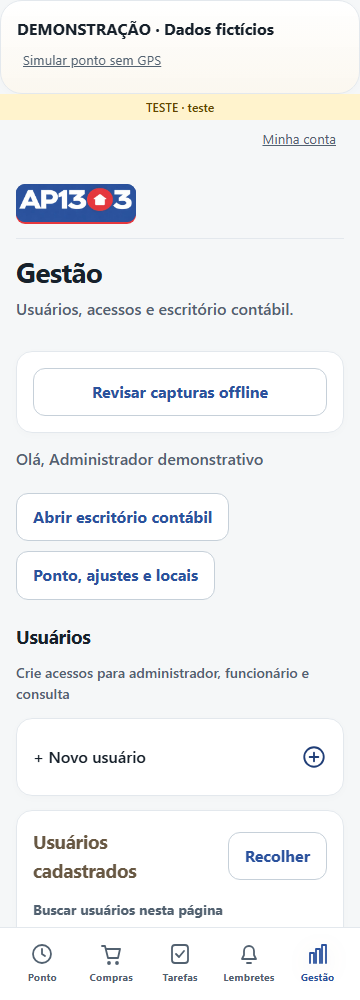 DEMONSTRAÇÃO · Dados fictícios
Simular ponto sem GPS
TESTE · teste
Minha conta
AP1303
Gestão
Usuários, acessos e escritório contábil.
Revisar capturas offline
Olá, Administrador demonstrativo
Abrir escritório contábil
Ponto, ajustes e locais
Usuários
Crie acessos para administrador, funcionário e
consulta
+ Novo usuário
Usuários
cadastrados
Recolher
Buscar usuários nesta página
Ponto
Compras
Tarefas
Lembretes
Gestão